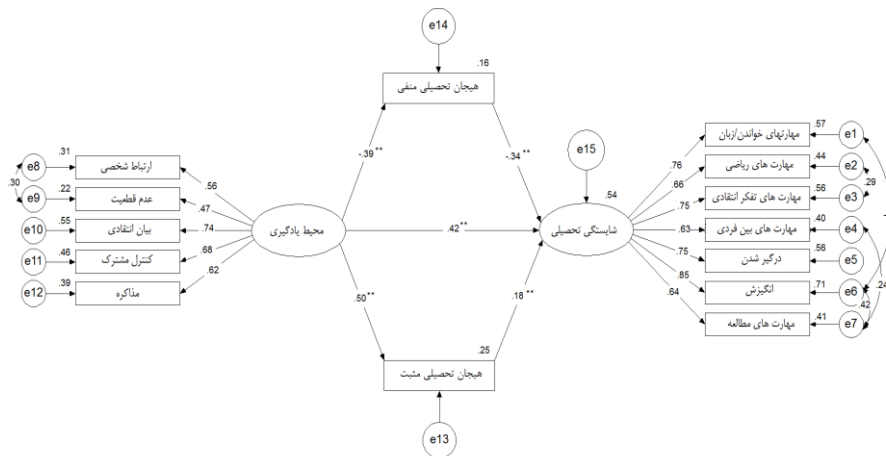 e14
.16
هیجان تحصیلی منفی
-.39 **
-.34 **
e8
.31
ارتباط شخصی
.56
.30
e9
.22
عدم قطعیت
.47
e10
.55
بیان انتقادی
.74
e11
.46
کنترل مشترک
.68
e12
.39
مذاکره
.62
محیط یادگیری
.42 **
e15
.54
شایستگی تحصیلی
.50 **
.18 **
.25
هیجان تحصیلی مثبت
e13
.76
مهارتهای خواندن/زبان
.57
e1
.66
مهارت های ریاضی
.44
e2
.29
.75
مهارت های تفکر انتقادی
.56
e3
.63
مهارت های بین فردی
.40
e4
.75
درگیر شدن
.56
e5
.85
انگیزش
.71
e6
.24
.42
.64
مهارت های مطالعه
.41
e7